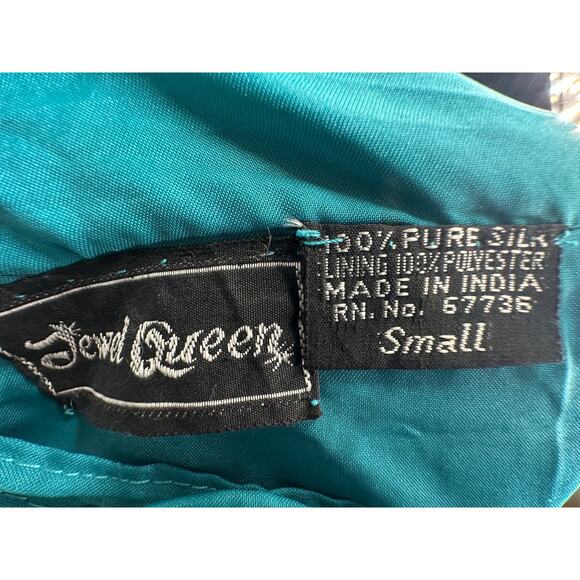 Jewel Queen
100% PURE SILK
LINING 100% POLYESTER
MADE IN INDIA
RN. No. 67736
Small